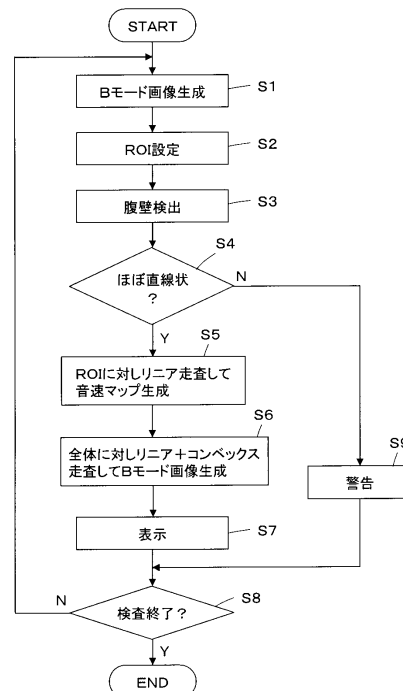 START
Bモード画像生成
S1
ROI設定
S2
腹壁検出
S3
S4
ほぼ直線状
?
N
Y
S5
ROIに対しリニア走査して
音速マップ生成
S6
全体に対しリニア+コンベックス
走査してBモード画像生成
S9
警告
表示
S7
N
S8
検査終了?
Y
END